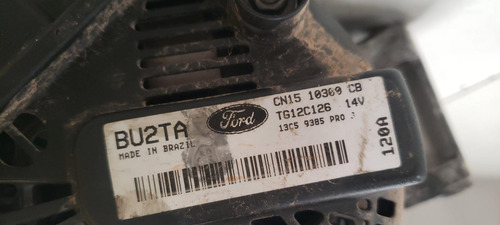 BU2TA
MADE IN BRAZIL
Ford
CN15 10300 CB
TG12C126 14V
13C5 9385 PRO
120A